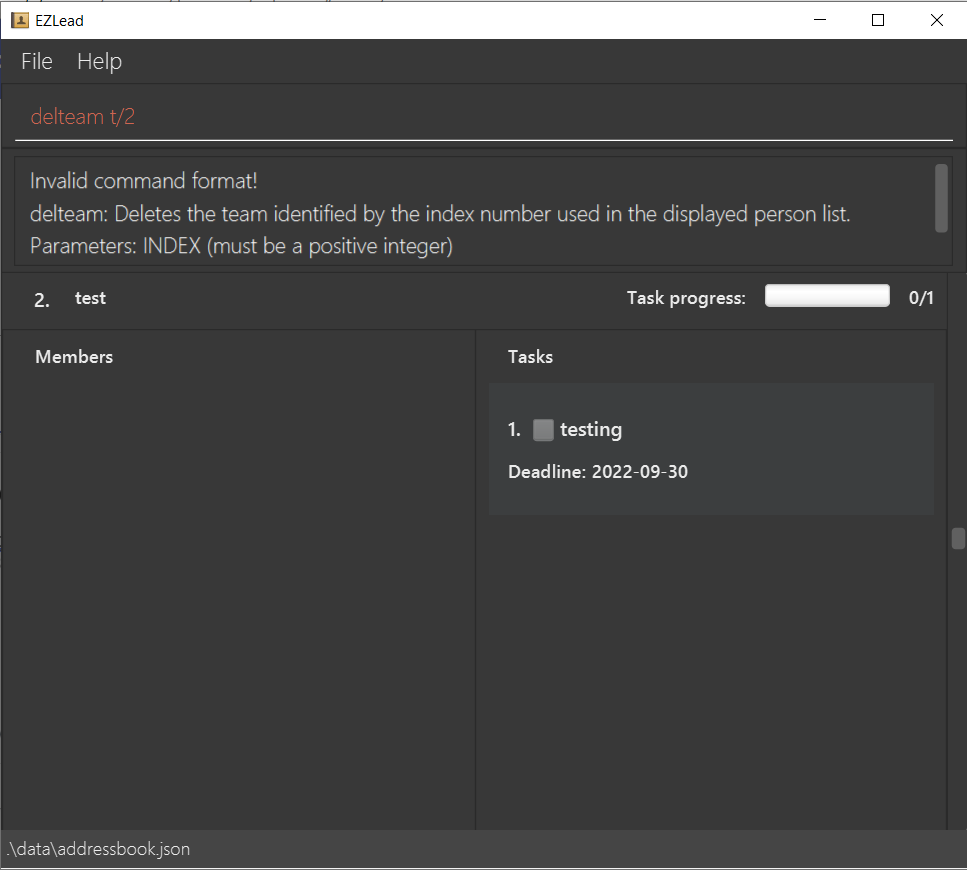 EZLead
File Help
delteam t/2
Invalid command format!
delteam: Deletes the team identified by the index number used in the displayed person list.
Parameters: INDEX (must be a positive integer)
2. test Task progress: 0/1
Members Tasks
1. testing
Deadline: 2022-09-30
.\data\addressbook.json